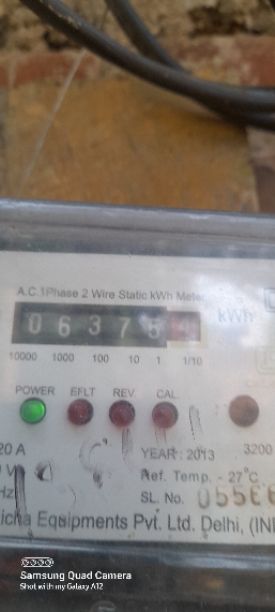 A.C.1Phase 2 Wire Static kWh Meter
kWh
0 6 3 7 5
10000 1000 100 10 1 1/10
POWER EFLT REV. CAL.
20 A YEAR : 2013 3200
Ref. Temp. - 27°C
SL. No.
Equipments Pvt. Ltd. Delhi, (IN
Samsung Quad Camera
Shot with my Galaxy A12